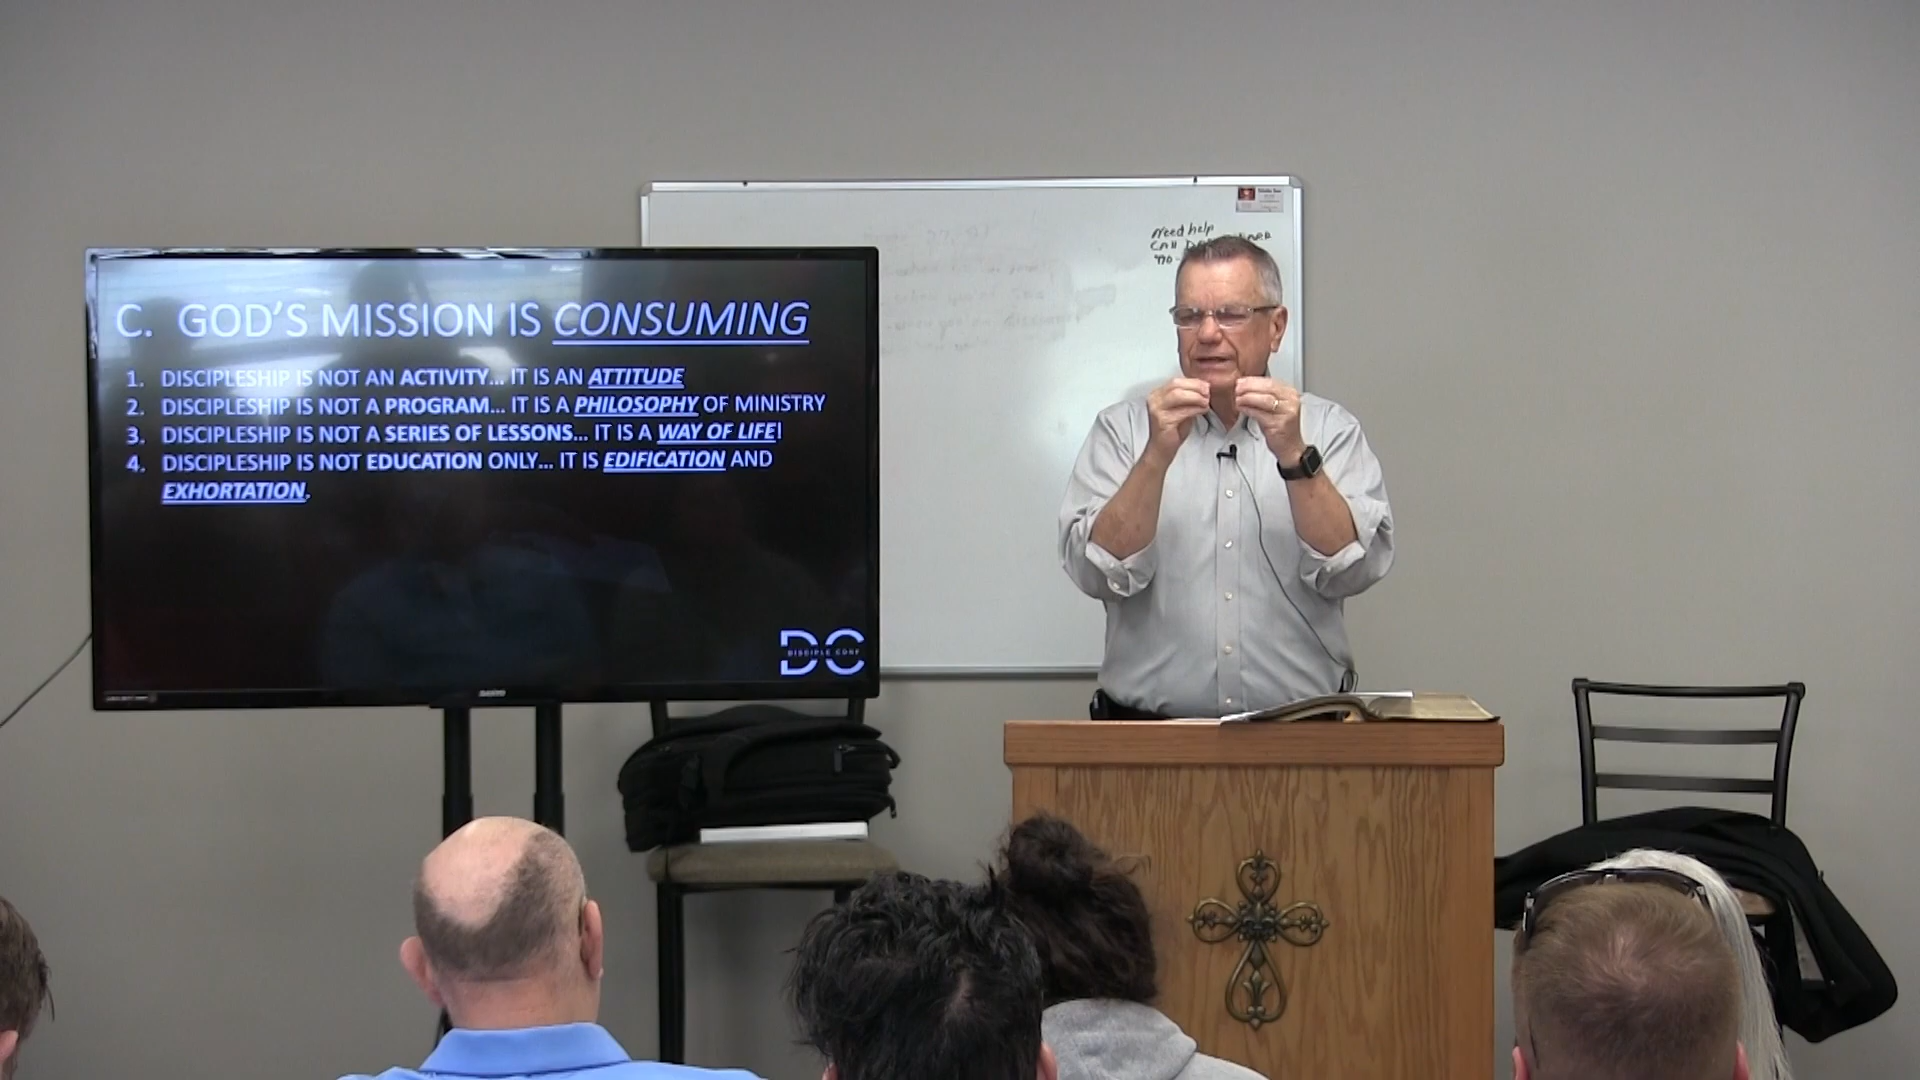 C. GOD'S MISSION IS CONSUMING
1. DISCIPLESHIP IS NOT AN ACTIVITY... IT IS AN ATTITUDE
2. DISCIPLESHIP IS NOT A PROGRAM... IT IS A PHILOSOPHY OF MINISTRY
3. DISCIPLESHIP IS NOT A SERIES OF LESSONS... IT IS A WAY OF LIFE!
4. DISCIPLESHIP IS NOT EDUCATION ONLY... IT IS EDIFICATION AND
EXHORTATION.
DC
DISCIPLE CONF
SANYO
Need help
CALL
770-